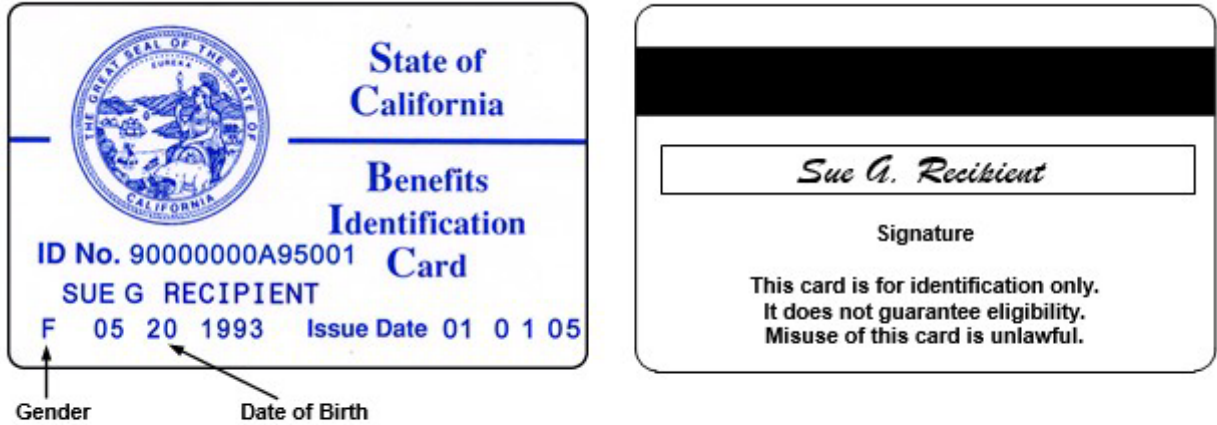 THE GREAT SEAL OF THE STATE OF CALIFORNIA
EUREKA
State of
California
Benefits
Identification
Card
ID No. 90000000A95001
SUE G RECIPIENT
F 05 20 1993 Issue Date 01 0 1 05
Gender
Date of Birth
Sue G. Recipient
Signature
This card is for identification only.
It does not guarantee eligibility.
Misuse of this card is unlawful.